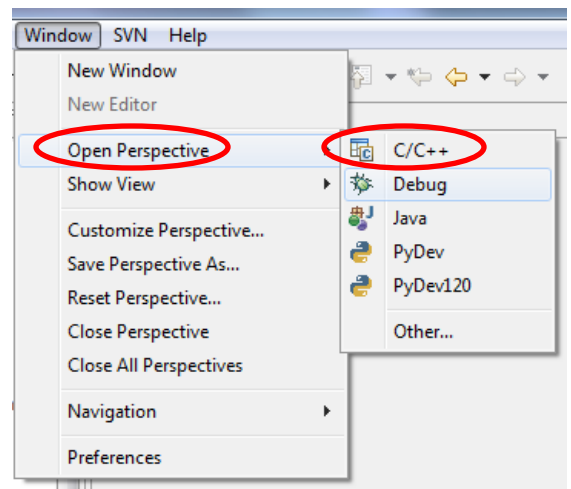 Window SVN Help
New Window
New Editor
Open Perspective
Show View
Customize Perspective...
Save Perspective As...
Reset Perspective...
Close Perspective
Close All Perspectives
Navigation
Preferences
C/C++
Debug
Java
PyDev
PyDev120
Other...